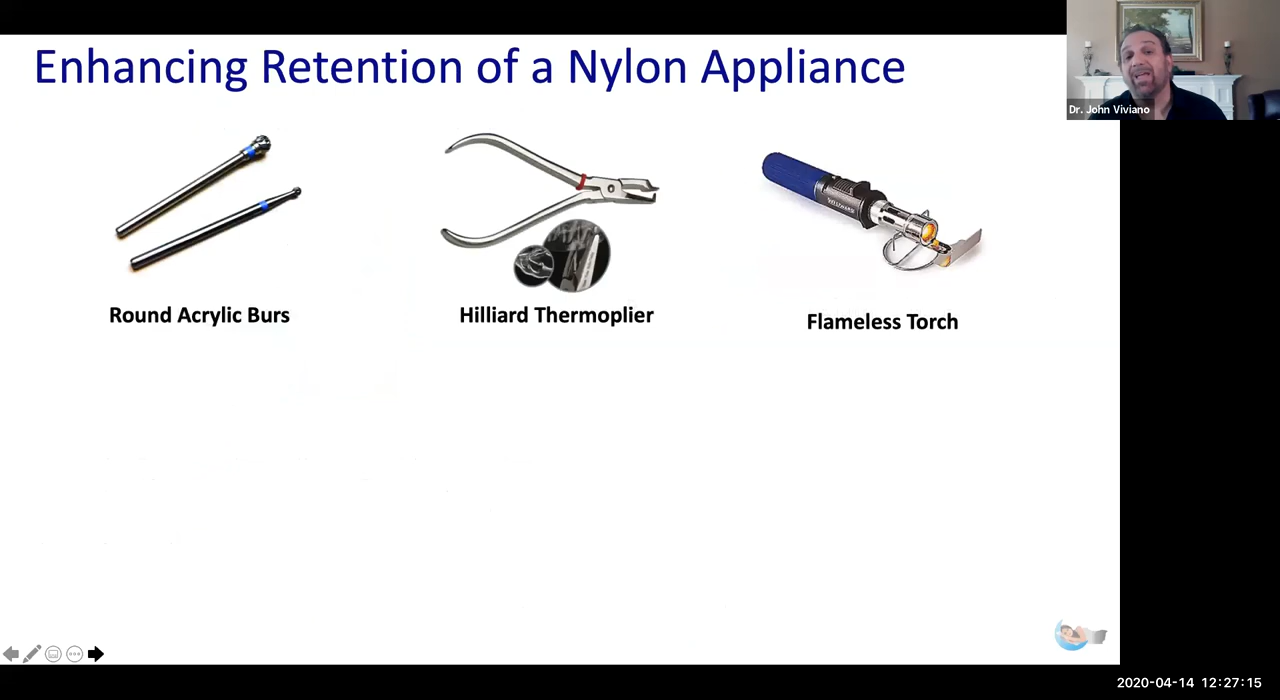 Enhancing Retention of a Nylon Appliance
Dr. John Viviano
Round Acrylic Burs
Hilliard Thermoplier
Flameless Torch
2020-04-14 12:27:15